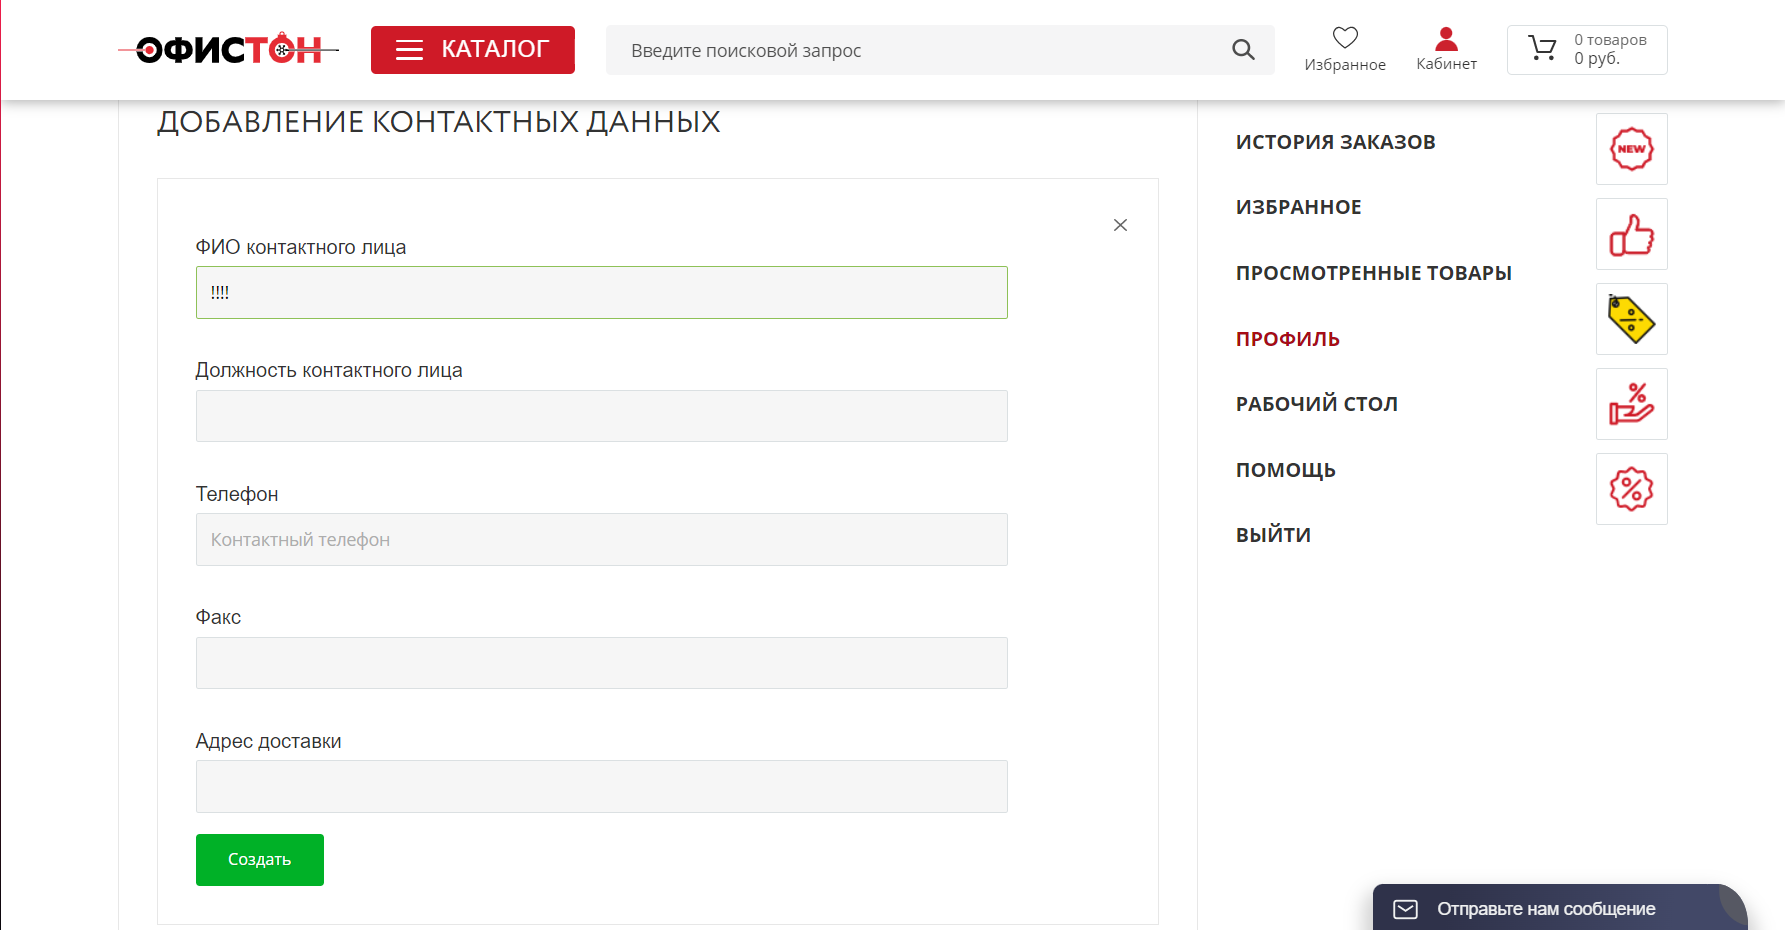 ОФИСТОН
КАТАЛОГ
Введите поисковой запрос
Избранное
Кабинет
0 товаров
0 руб.
ДОБАВЛЕНИЕ КОНТАКТНЫХ ДАННЫХ
ФИО контактного лица
!!!!
Должность контактного лица
Телефон
Контактный телефон
Факс
Адрес доставки
Создать
ИСТОРИЯ ЗАКАЗОВ
ИЗБРАННОЕ
ПРОСМОТРЕННЫЕ ТОВАРЫ
ПРОФИЛЬ
РАБОЧИЙ СТОЛ
ПОМОЩЬ
ВЫЙТИ
NEW
%
%
Отправьте нам сообщение